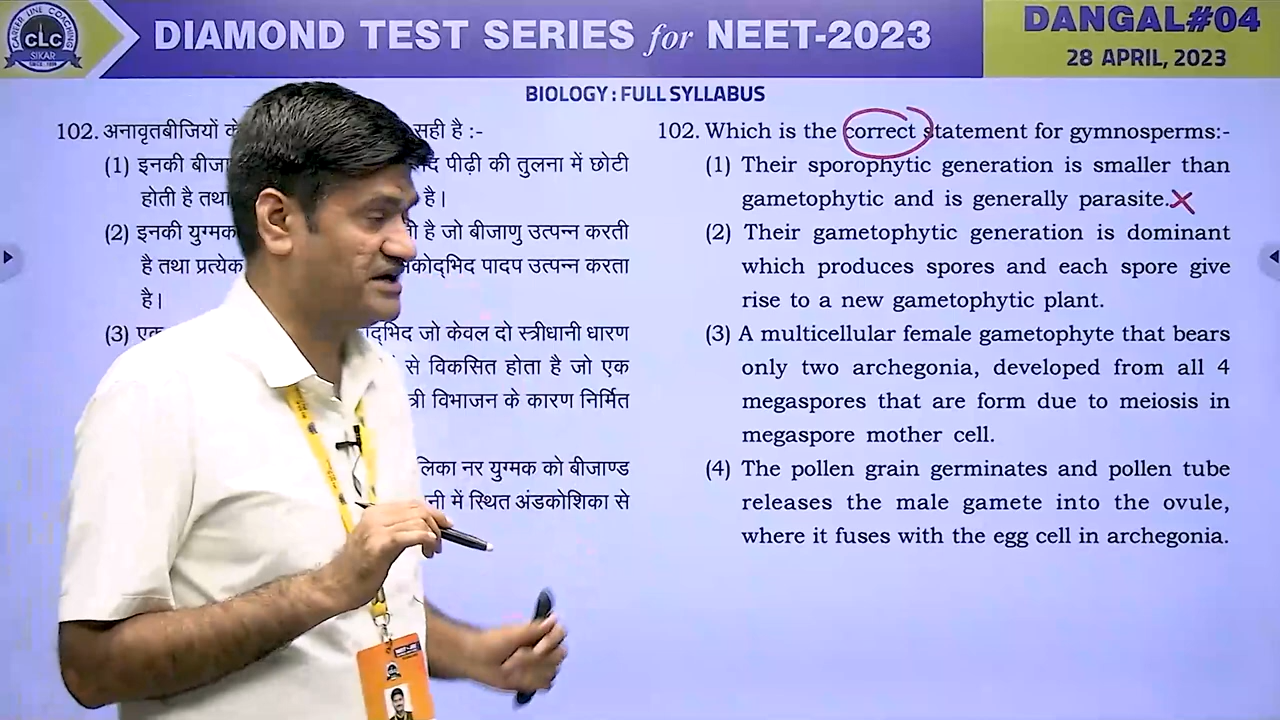 CAREER LINE COACHING
CLC
SIKAR
SINCE : 1996
DIAMOND TEST SERIES for NEET-2023
DANGAL#04
28 APRIL, 2023
BIOLOGY : FULL SYLLABUS
102. अनावृतबीजियों
सही है :-
(1) इनकी
पीढ़ी की तुलना में छोटी
होती है तथा
है।
(2) इनकी
है जो बीजाणु उत्पन्न करती
है तथा प्रत्येक
पादप उत्पन्न करता
है।
(3)
जो केवल दो स्त्रीधानी धारण
से विकसित होता है जो एक
विभाजन के कारण निर्मित
नर युग्मक को बीजाण्ड
में स्थित अंडकोशिका से
102. Which is the correct statement for gymnosperms:-
(1) Their sporophytic generation is smaller than
gametophytic and is generally parasite.
(2) Their gametophytic generation is dominant
which produces spores and each spore give
rise to a new gametophytic plant.
(3) A multicellular female gametophyte that bears
only two archegonia, developed from all 4
megaspores that are form due to meiosis in
megaspore mother cell.
(4) The pollen grain germinates and pollen tube
releases the male gamete into the ovule,
where it fuses with the egg cell in archegonia.